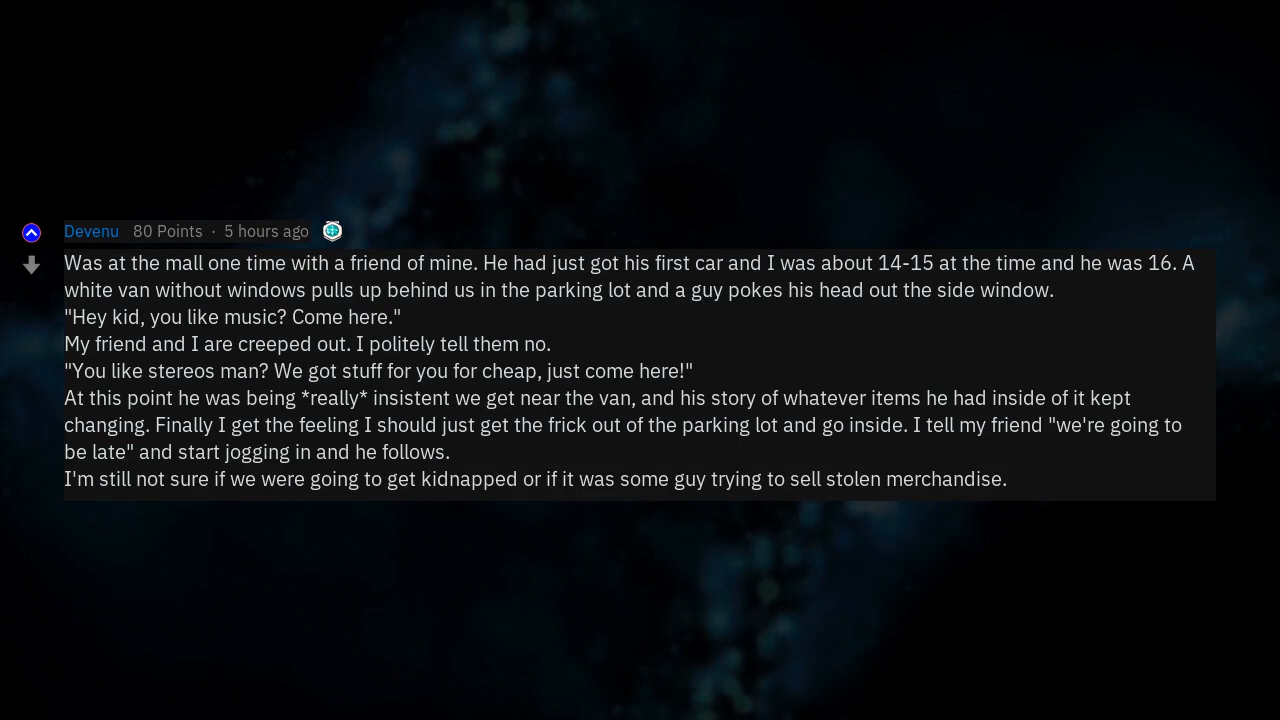 Devenu 80 Points · 5 hours ago
Was at the mall one time with a friend of mine. He had just got his first car and I was about 14-15 at the time and he was 16. A
white van without windows pulls up behind us in the parking lot and a guy pokes his head out the side window.
"Hey kid, you like music? Come here."
My friend and I are creeped out. I politely tell them no.
"You like stereos man? We got stuff for you for cheap, just come here!"
At this point he was being *really* insistent we get near the van, and his story of whatever items he had inside of it kept
changing. Finally I get the feeling I should just get the frick out of the parking lot and go inside. I tell my friend "we're going to
be late" and start jogging in and he follows.
I'm still not sure if we were going to get kidnapped or if it was some guy trying to sell stolen merchandise.